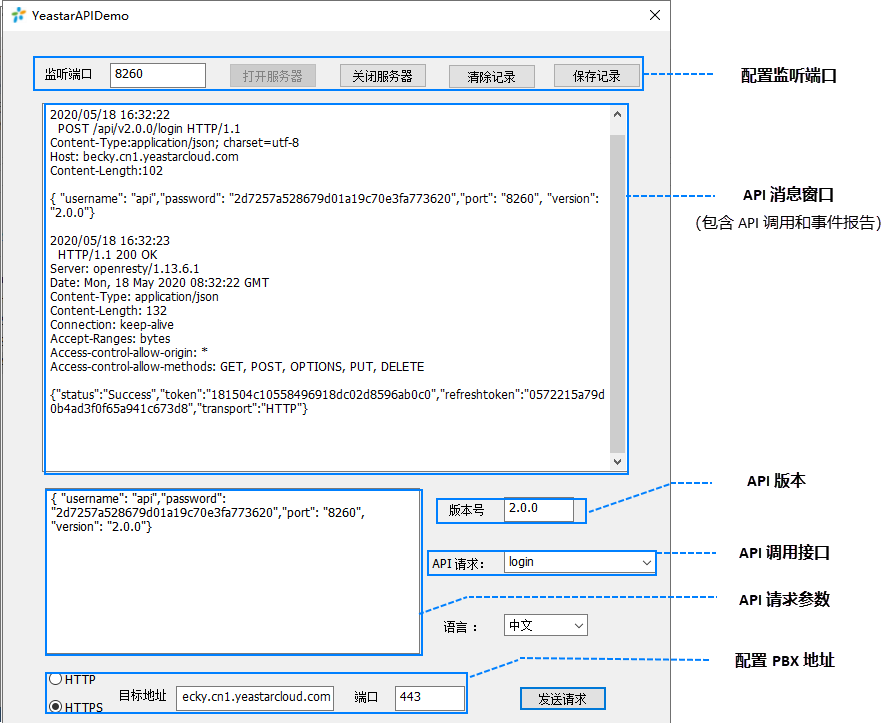 YeastarAPIDemo
监听端口 8260 打开服务器 关闭服务器 清除记录 保存记录
配置监听端口
2020/05/18 16:32:22
POST /api/v2.0.0/login HTTP/1.1
Content-Type:application/json; charset=utf-8
Host: becky.cn1.yeastarcloud.com
Content-Length:102
{ "username": "api","password": "2d7257a528679d01a19c70e3fa773620","port": "8260", "version":
"2.0.0"}
2020/05/18 16:32:23
HTTP/1.1 200 OK
Server: openresty/1.13.6.1
Date: Mon, 18 May 2020 08:32:22 GMT
Content-Type: application/json
Content-Length: 132
Connection: keep-alive
Accept-Ranges: bytes
Access-control-allow-origin: *
Access-control-allow-methods: GET, POST, OPTIONS, PUT, DELETE
{"status":"Success","token":"181504c10558496918dc02d8596ab0c0","refreshtoken":"0572215a79d
0b4ad3f0f65a941c673d8","transport":"HTTP"}
API 消息窗口
(包含 API 调用和事件报告)
{ "username": "api","password":
"2d7257a528679d01a19c70e3fa773620","port": "8260",
"version": "2.0.0"}
版本号 2.0.0
API 版本
API 请求: login
API 调用接口
API 请求参数
语言： 中文
配置 PBX 地址
HTTP
HTTPS
目标地址 ecky.cn1.yeastarcloud.com 端口 443
发送请求